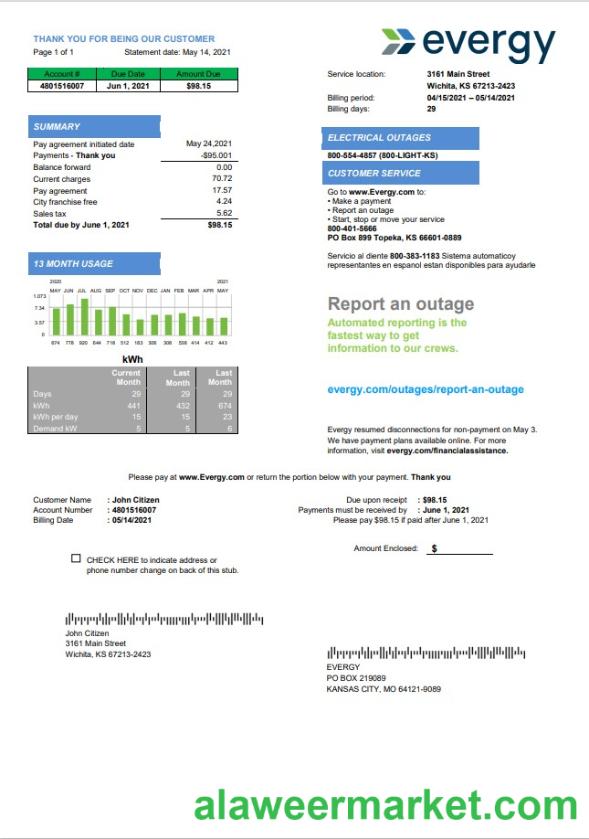 THANK YOU FOR BEING OUR CUSTOMER
Page 1 of 1 Statement date: May 14, 2021
Account # Due Date Amount Due
4801516007 Jun 1, 2021 $98.15
evergy
Service location: 3161 Main Street
Wichita, KS 67213-2423
Billing period: 04/15/2021 – 05/14/2021
Billing days: 29
SUMMARY
Pay agreement initiated date May 24,2021
Payments - Thank you -$95.001
Balance forward 0.00
Current charges 70.72
Pay agreement 17.57
City franchise free 4.24
Sales tax 5.62
Total due by June 1, 2021 $98.15
ELECTRICAL OUTAGES
800-554-4857 (800-LIGHT-KS)
CUSTOMER SERVICE
Go to www.Evergy.com to:
• Make a payment
• Report an outage
• Start, stop or move your service
800-401-5666
PO Box 899 Topeka, KS 66601-0889
Servicio al diente 800-383-1183 Sistema automaticoy
representantes en espanol estan disponibles para ayudarle
13 MONTH USAGE
2020 2021
MAY JUN JUL AUG SEP OCT NOV DEC JAN FEB MAR APR MAY
1.073
7.34
3.57
0
674 778 920 646 718 512 383 308 306 598 404 412 443
kWh
Current Month Last Month Last Month
Days 29 29 29
kWh 441 432 674
kWh per day 15 15 23
Demand kW 5 5 6
Report an outage
Automated reporting is the
fastest way to get
information to our crews.
evergy.com/outages/report-an-outage
Evergy resumed disconnections for non-payment on May 3.
We have payment plans available online. For more
information, visit evergy.com/financialassistance.
Please pay at www.Evergy.com or return the portion below with your payment. Thank you
Customer Name : John Citizen
Account Number : 4801516007
Billing Date : 05/14/2021
Due upon receipt : $98.15
Payments must be received by : June 1, 2021
Please pay $98.15 if paid after June 1, 2021
Amount Enclosed: $
CHECK HERE to indicate address or
phone number change on back of this stub.
John Citizen
3161 Main Street
Wichita, KS 67213-2423
EVERGY
PO BOX 219089
KANSAS CITY, MO 64121-9089
alaweermarket.com